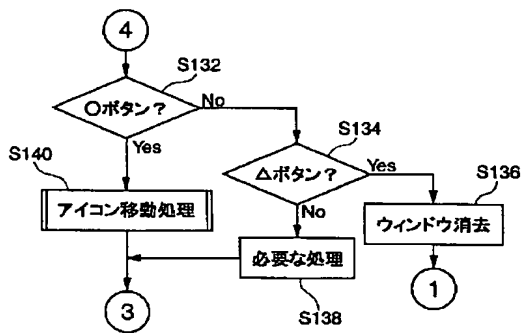 4
S132
○ボタン?
No
Yes
S134
△ボタン?
Yes
No
S140
アイコン移動処理
S136
ウィンドウ消去
必要な処理
S138
3
1